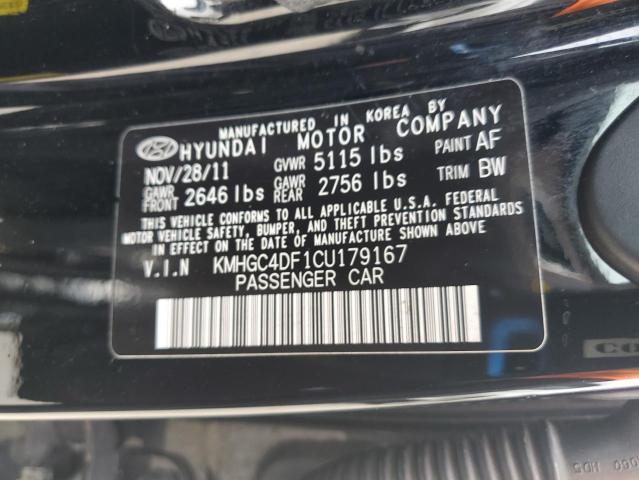 MANUFACTURED IN KOREA BY
HYUNDAI MOTOR COMPANY
NOV/28/11 GVWR 5115 lbs PAINT AF
GAWR FRONT 2646 lbs GAWR REAR 2756 lbs TRIM BW
THIS VEHICLE CONFORMS TO ALL APPLICABLE U.S.A. FEDERAL
MOTOR VEHICLE SAFETY, BUMPER, AND THEFT PREVENTION STANDARDS
IN EFFECT ON THE DATE OF MANUFACTURE SHOWN ABOVE.
V.I.N KMHGC4DF1CU179167
PASSENGER CAR